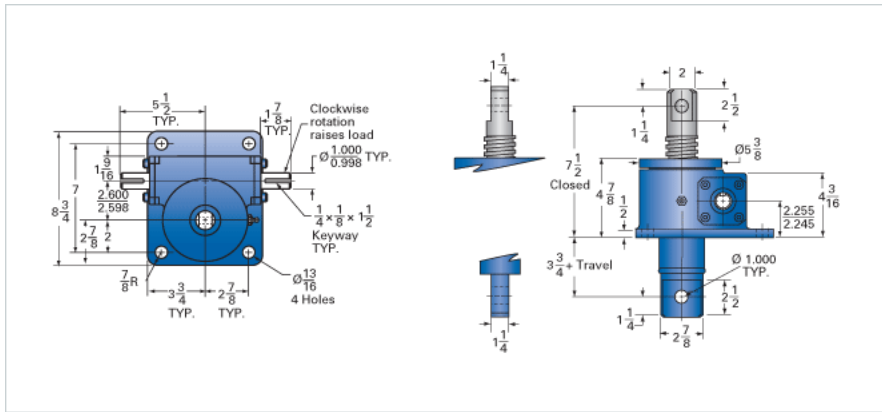 5 1/2
TYP.
1 7/8
TYP.
Clockwise
rotation
raises load
Ø 1.000/0.998 TYP.
1 9/16
7
8 3/4
2.600
2.598
2 7/8
2
1/4 × 1/8 × 1 1/2
Keyway
TYP.
7/8 R
3 3/4
TYP.
2 7/8
TYP.
Ø 13/16
4 Holes
1 1/4
1 1/4
2
2 1/2
1 1/4
7 1/2
Closed
4 7/8
1/2
Ø5 3/8
4 3/16
2.255
2.245
3 3/4 + Travel
Ø 1.000
TYP.
2 1/2
1 1/4
2 7/8